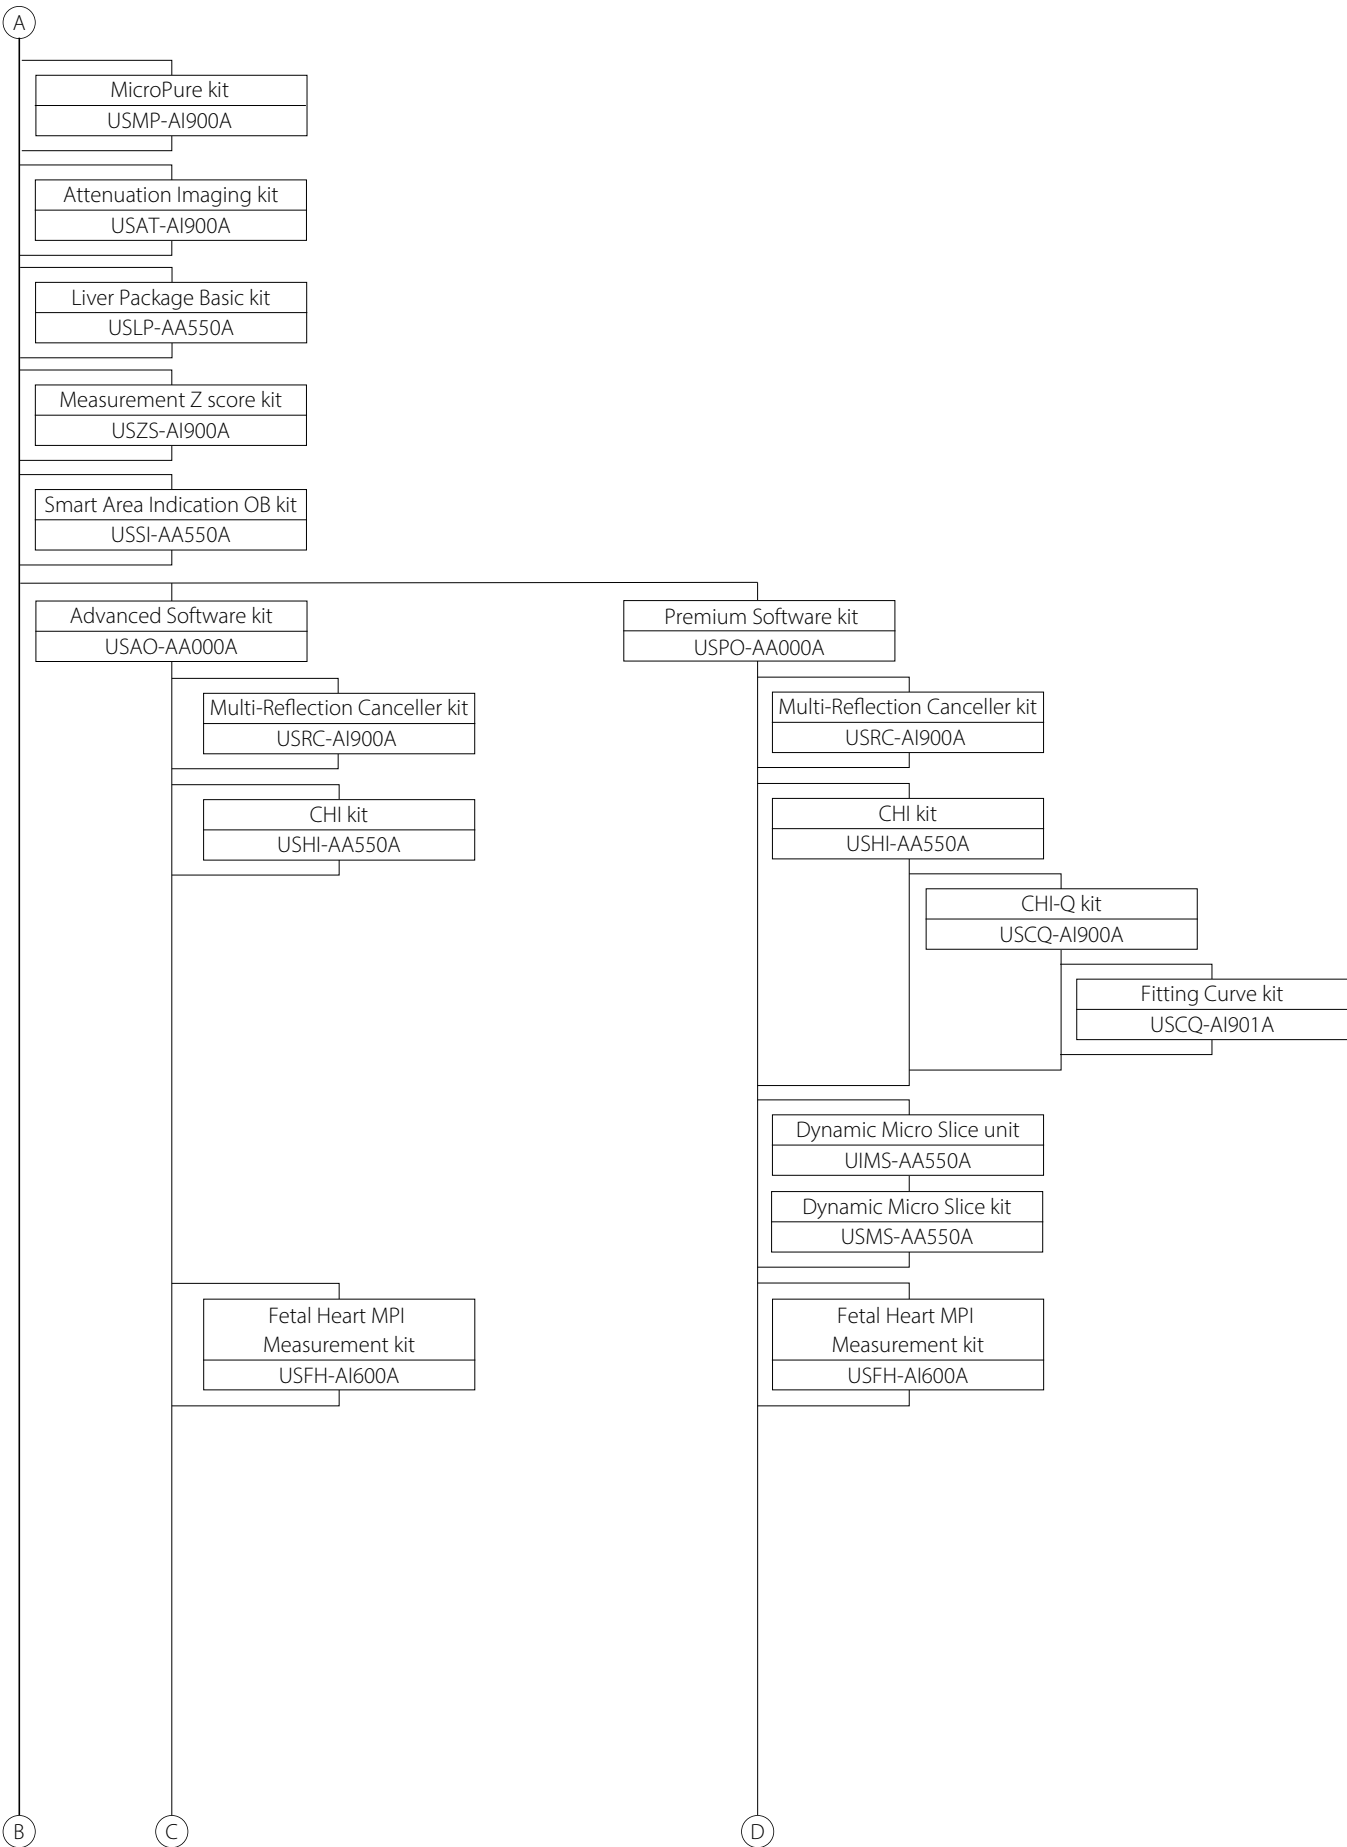 A
MicroPure kit
USMP-AI900A
Attenuation Imaging kit
USAT-AI900A
Liver Package Basic kit
USLP-AA550A
Measurement Z score kit
USZS-AI900A
Smart Area Indication OB kit
USSI-AA550A
Advanced Software kit
USAO-AA000A
Multi-Reflection Canceller kit
USRC-AI900A
CHI kit
USHI-AA550A
Fetal Heart MPI
Measurement kit
USFH-AI600A
Premium Software kit
USPO-AA000A
Multi-Reflection Canceller kit
USRC-AI900A
CHI kit
USHI-AA550A
CHI-Q kit
USCQ-AI900A
Fitting Curve kit
USCQ-AI901A
Dynamic Micro Slice unit
UIMS-AA550A
Dynamic Micro Slice kit
USMS-AA550A
Fetal Heart MPI
Measurement kit
USFH-AI600A
B
C
D